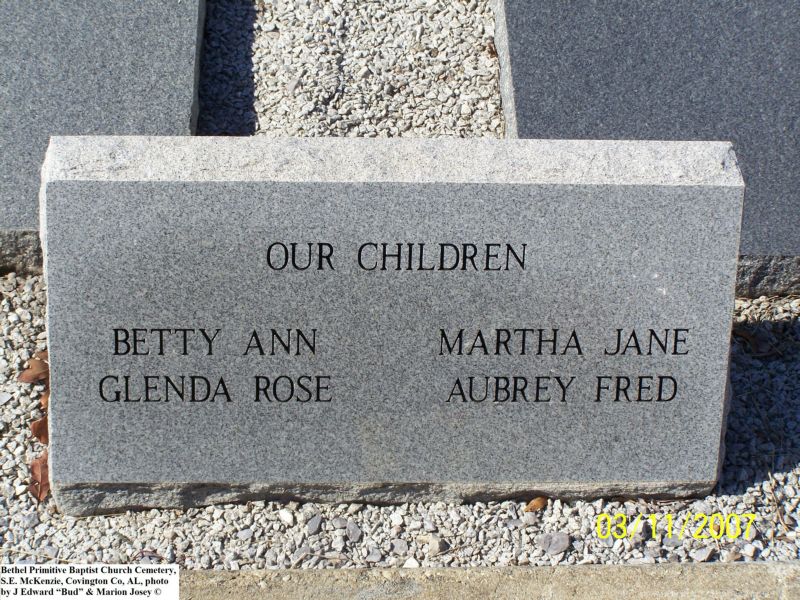 OUR CHILDREN
BETTY ANN MARTHA JANE
GLENDA ROSE AUBREY FRED
03/11/2007
Bethel Primitive Baptist Church Cemetery,
S.E. McKenzie, Covington Co, AL, photo
by J Edward “Bud” & Marion Josey ©